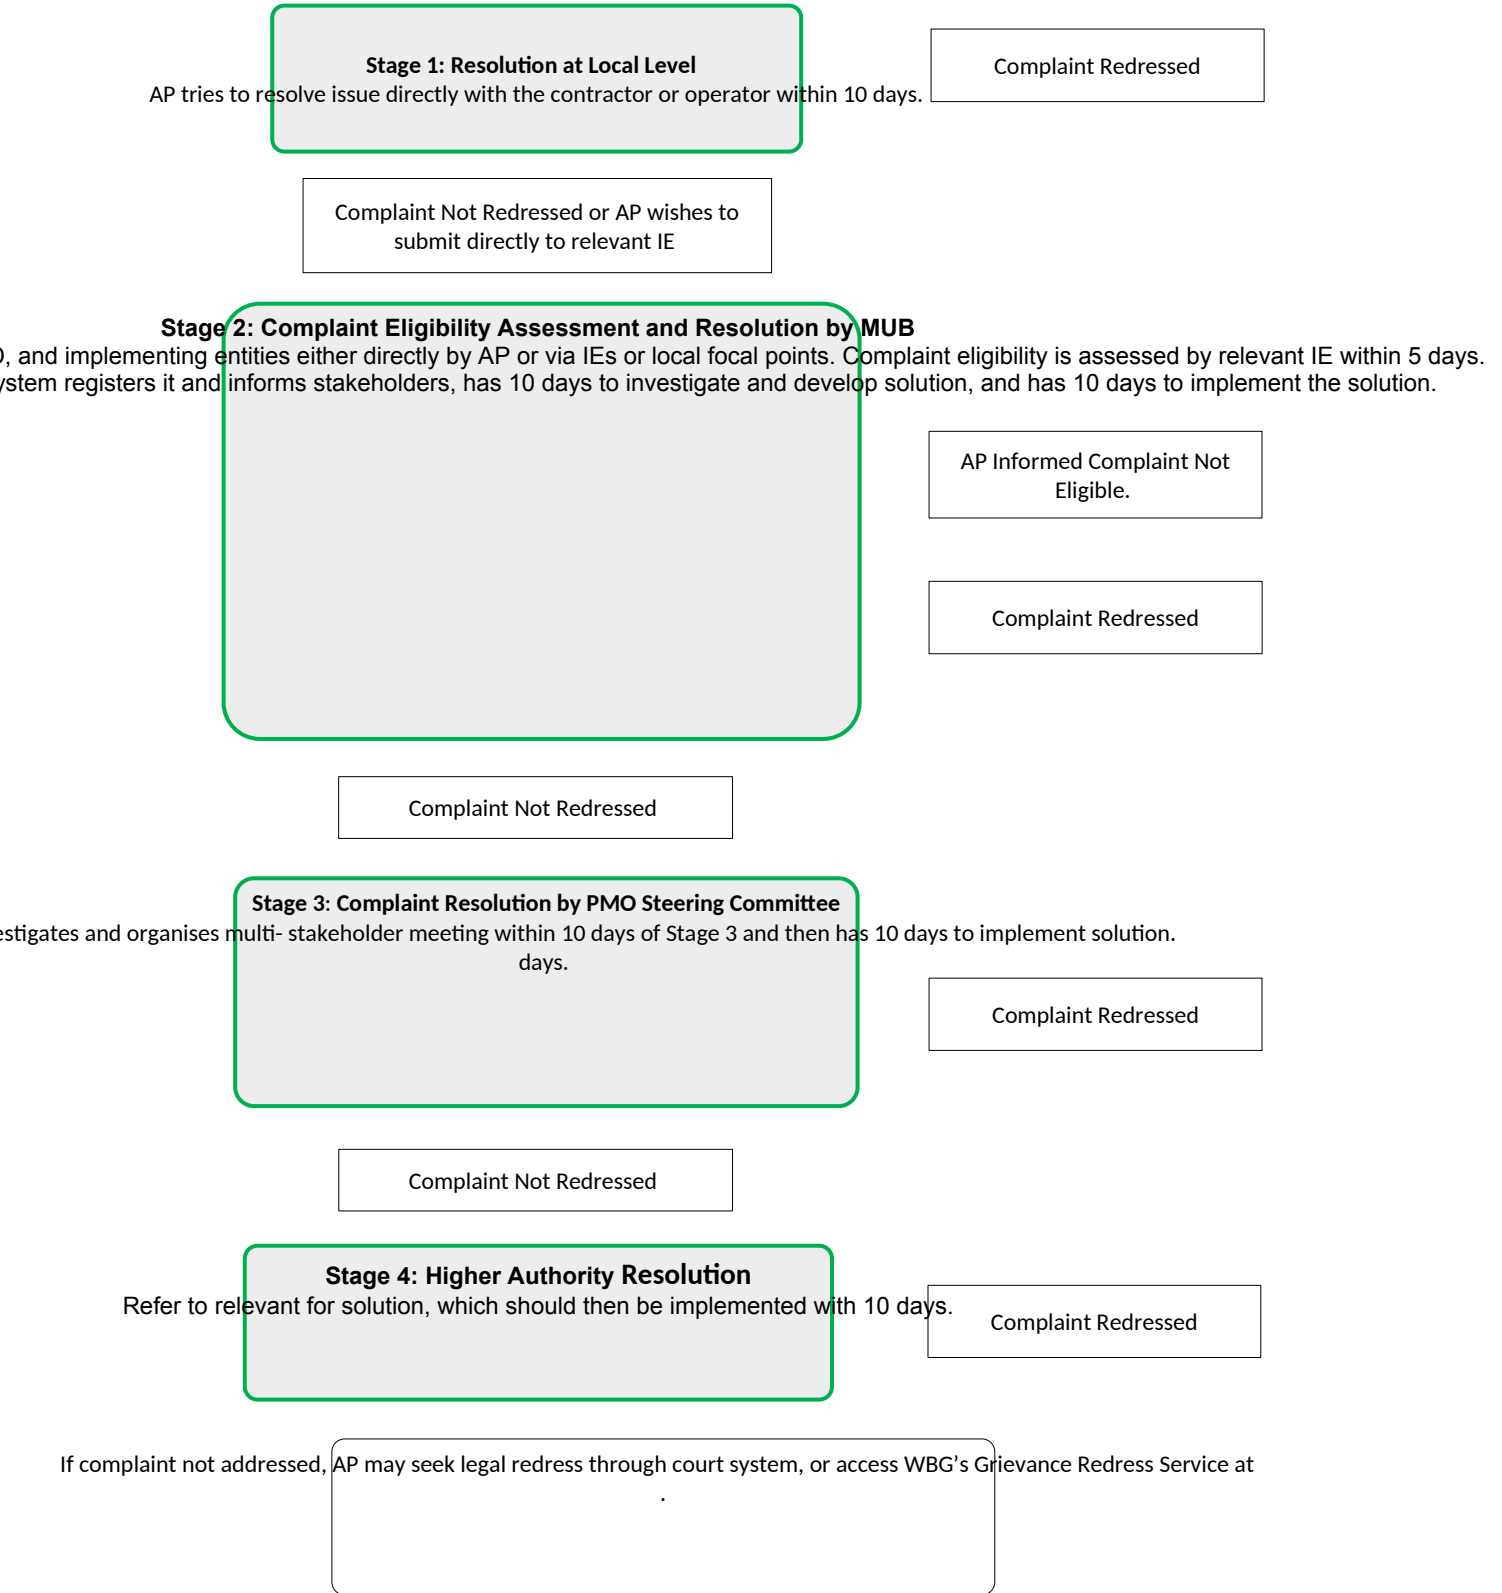 Stage 1: Resolution at Local Level
AP tries to resolve issue directly with the contractor or operator within 10 days.
Complaint Redressed
Complaint Not Redressed or AP wishes to
submit directly to relevant IE
Stage 2: Complaint Eligibility Assessment and Resolution by MUB
, and implementing entities either directly by AP or via IEs or local focal points. Complaint eligibility is assessed by relevant IE within 5 days.
registers it and informs stakeholders, has 10 days to investigate and develop solution, and has 10 days to implement the solution.
AP Informed Complaint Not
Eligible.
Complaint Redressed
Complaint Not Redressed
Stage 3: Complaint Resolution by PMO Steering Committee
and organises multi- stakeholder meeting within 10 days of Stage 3 and then has 10 days to implement solution.
days.
Complaint Redressed
Complaint Not Redressed
Stage 4: Higher Authority Resolution
Refer to relevant for solution, which should then be implemented with 10 days.
Complaint Redressed
If complaint not addressed, AP may seek legal redress through court system, or access WBG’s Grievance Redress Service at
.